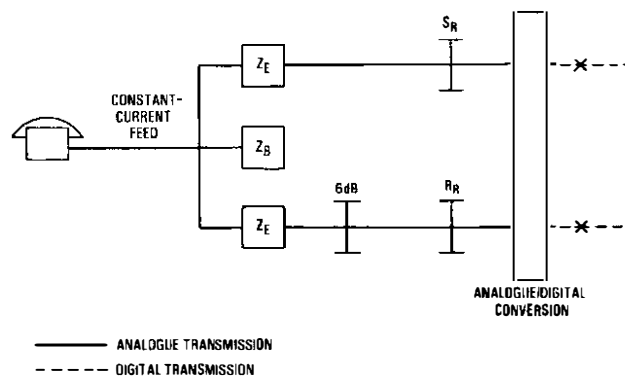 S_R
Z_E
CONSTANT-
CURRENT
FEED
Z_B
6dB
R_R
Z_E
ANALOGUE/DIGITAL
CONVERSION
ANALOGUE TRANSMISSION
DIGITAL TRANSMISSION